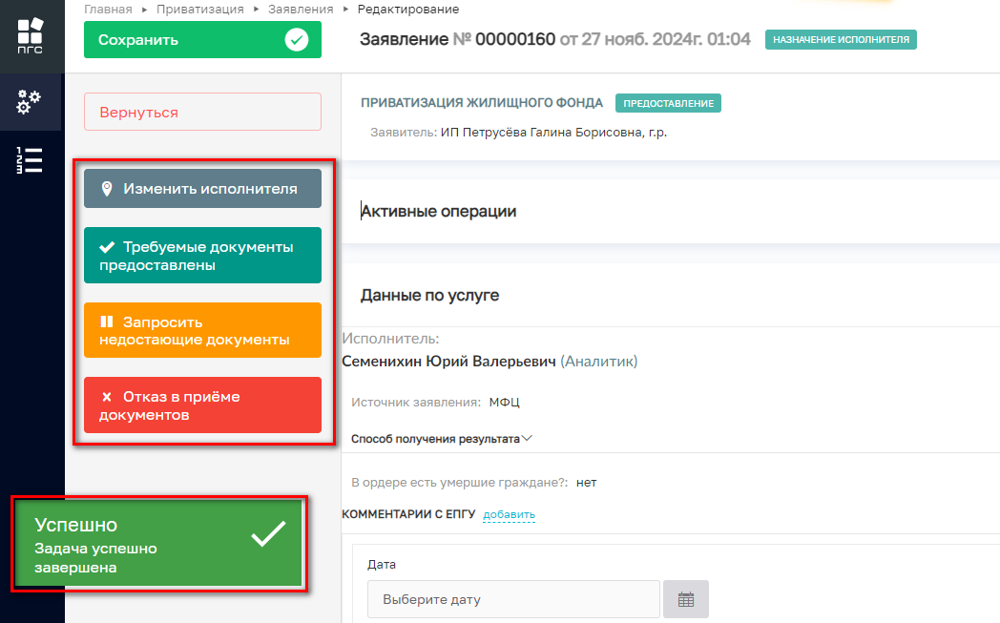 Главная ▸ Приватизация ▸ Заявления ▸ Редактирование
пгс
Сохранить
Заявление № 00000160 от 27 нояб. 2024г. 01:04
НАЗНАЧЕНИЕ ИСПОЛНИТЕЛЯ
Вернуться
ПРИВАТИЗАЦИЯ ЖИЛИЩНОГО ФОНДА
ПРЕДОСТАВЛЕНИЕ
Заявитель: ИП Петрусёва Галина Борисовна, г.р.
1
2
3
Изменить исполнителя
Требуемые документы
предоставлены
Запросить
недостающие документы
Отказ в приёме
документов
Активные операции
Данные по услуге
Исполнитель:
Семенихин Юрий Валерьевич (Аналитик)
Источник заявления: МФЦ
Способ получения результата
В ордере есть умершие граждане?: нет
КОММЕНТАРИИ С ЕПГУ добавить
Успешно
Задача успешно
завершена
Дата
Выберите дату